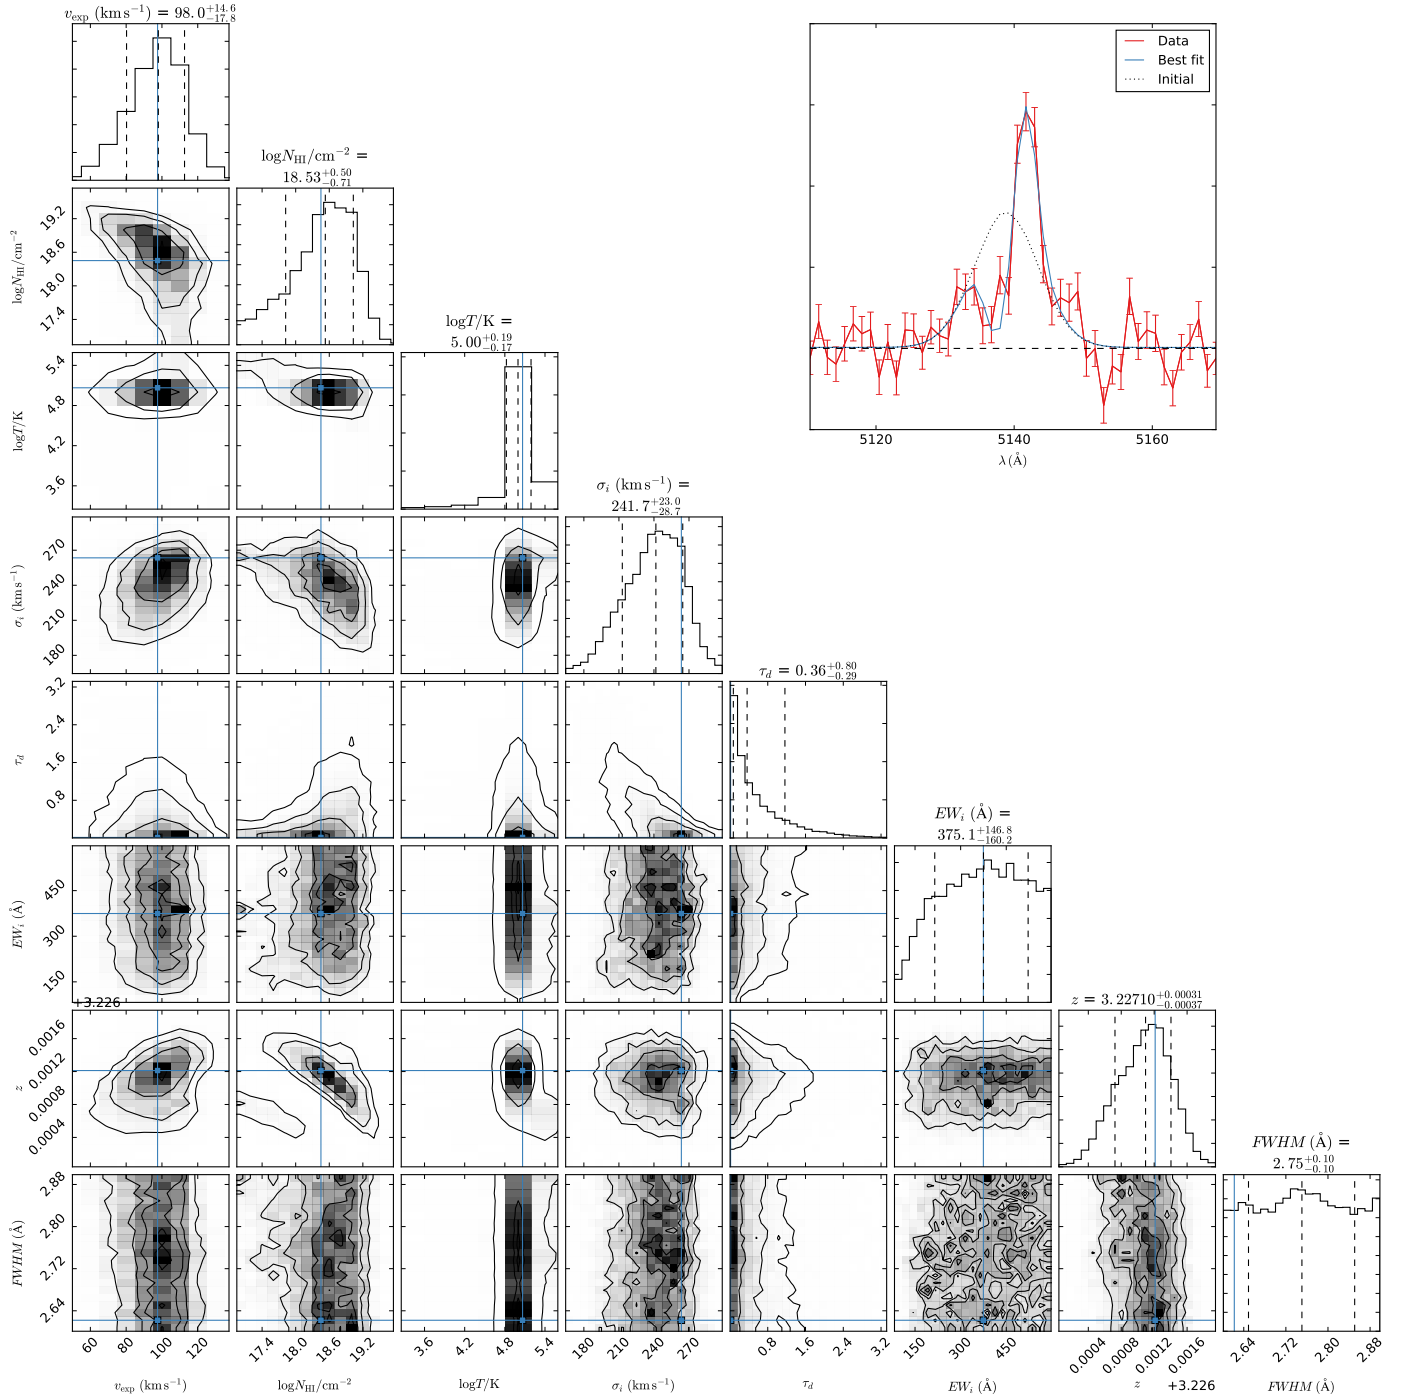 v_exp (km s⁻¹) = 98.0 +14.6 −17.8
Data
Best fit
Initial
5120 5140 5160
λ (Å)
logN_HI/cm⁻² =
18.53 +0.50 −0.71
19.2
18.6
18.0
17.4
logN_HI/cm⁻²
logT/K =
5.00 +0.19 −0.17
5.4
4.8
4.2
3.6
logT/K
σ_i (km s⁻¹) =
241.7 +23.0 −28.7
270
240
210
180
σ_i (km s⁻¹)
τ_d = 0.36 +0.80 −0.29
3.2
2.4
1.6
0.8
τ_d
EW_i (Å) =
375.1 +146.8 −160.2
450
300
150
EW_i (Å)
+3.226
z = 3.22710 +0.00031 −0.00037
0.0016
0.0012
0.0008
0.0004
z
FWHM (Å) =
2.75 +0.10 −0.10
2.88
2.80
2.72
2.64
FWHM (Å)
60 80 100 120 17.4 18.0 18.6 19.2 3.6 4.2 4.8 5.4 180 210 240 270 0.8 1.6 2.4 3.2 150 300 450 0.0004 0.0008 0.0012 0.0016 2.64 2.72 2.80 2.88
v_exp (km s⁻¹) logN_HI/cm⁻² logT/K σ_i (km s⁻¹) τ_d EW_i (Å) z +3.226 FWHM (Å)